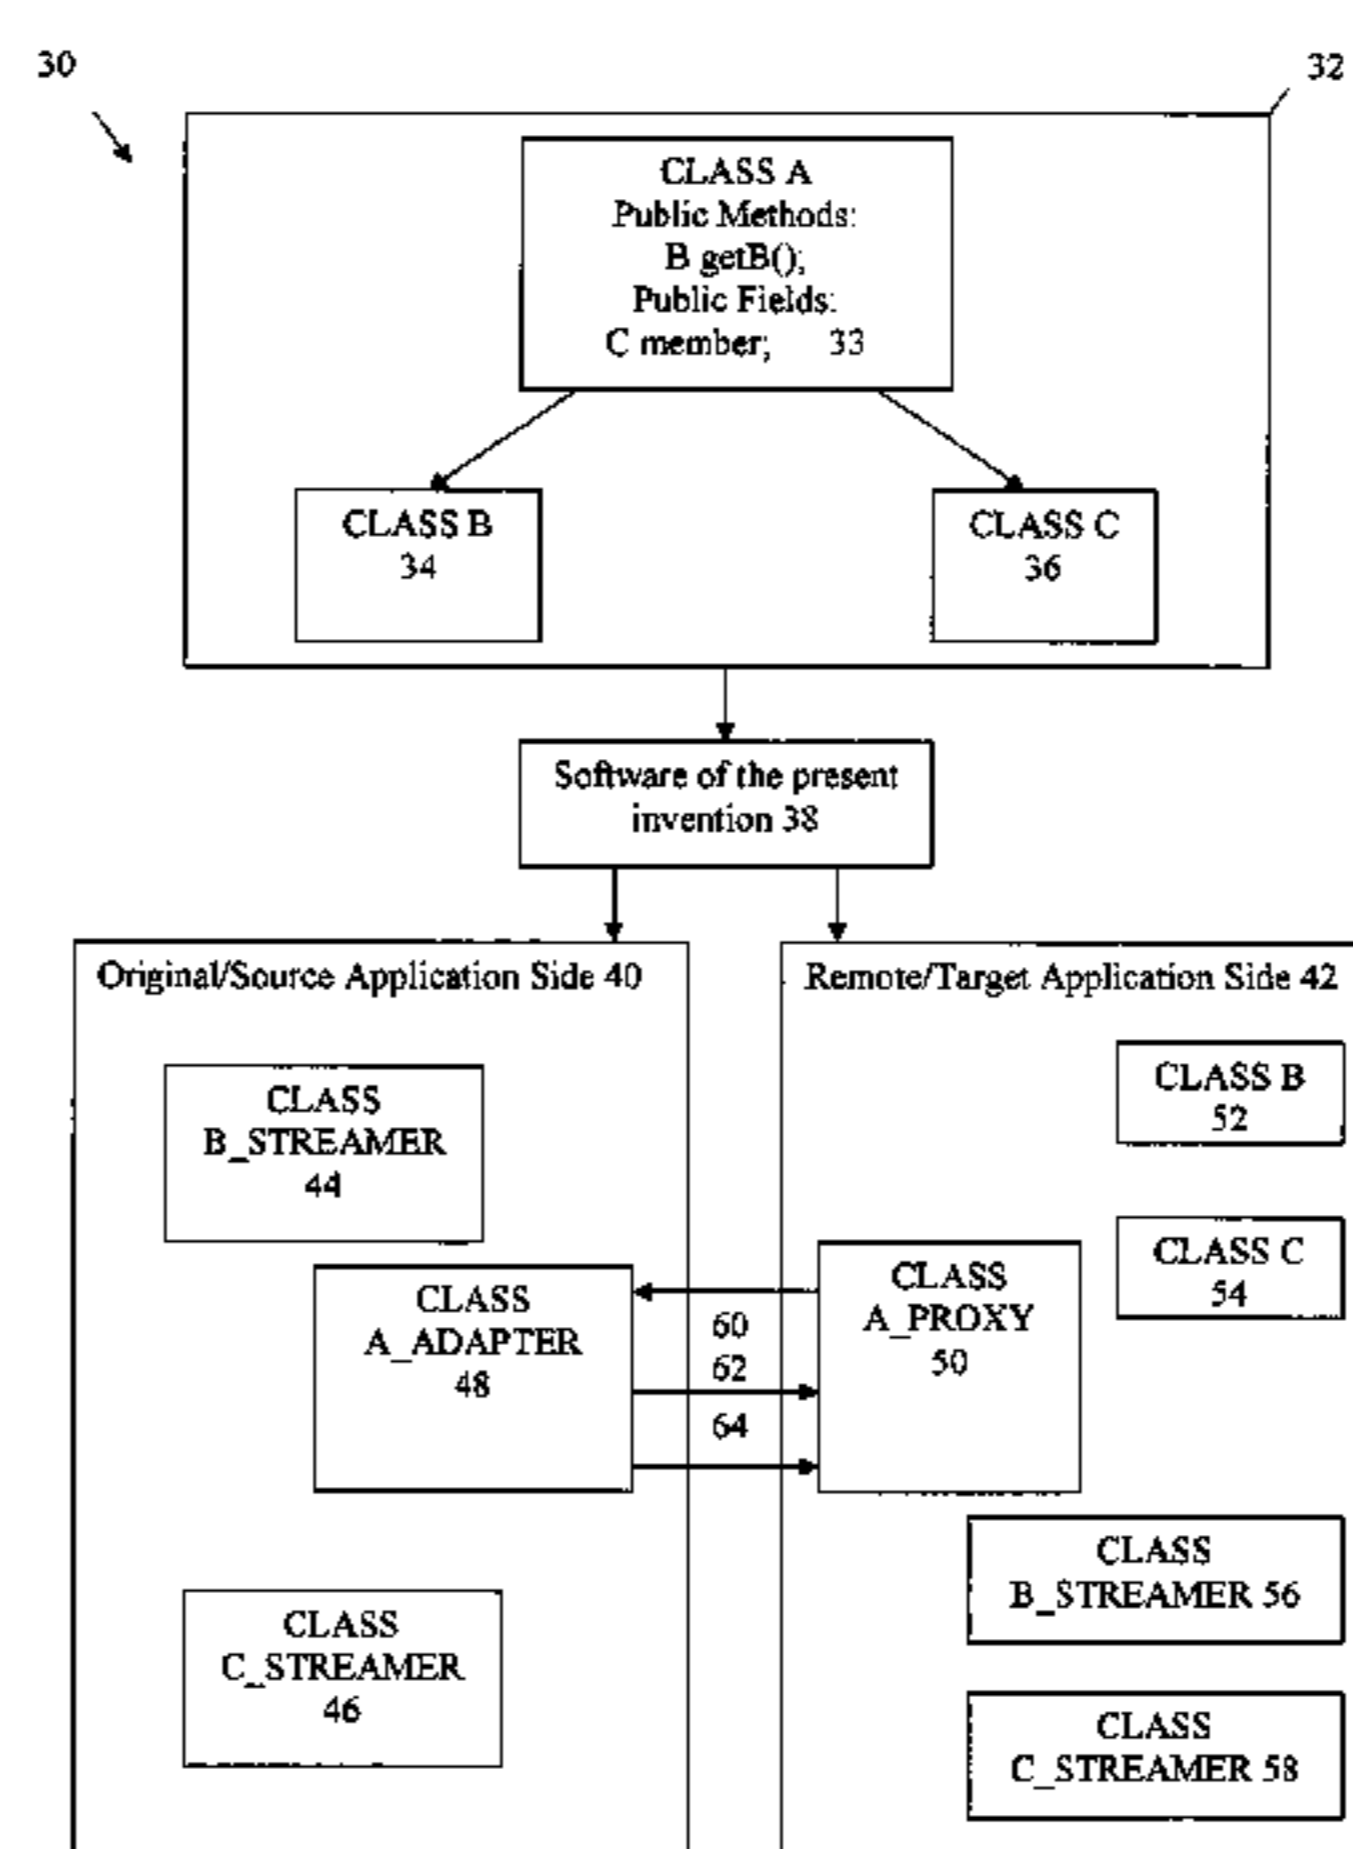 30
32
CLASS A
Public Methods:
B getB();
Public Fields:
C member; 33
CLASS B
34
CLASS C
36
Software of the present
invention 38
Original/Source Application Side 40
Remote/Target Application Side 42
CLASS
B_STREAMER
44
CLASS B
52
CLASS C
54
CLASS
A_ADAPTER
48
60
62
64
CLASS
A_PROXY
50
CLASS
B_STREAMER 56
CLASS
C_STREAMER
46
CLASS
C_STREAMER 58